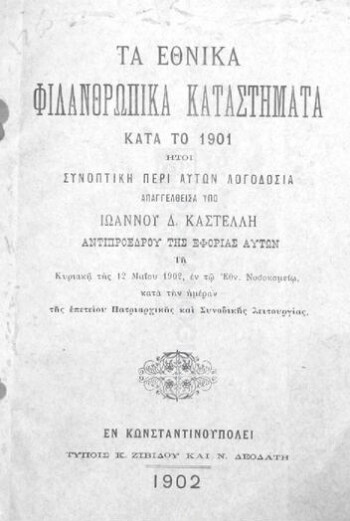 ΤΑ ΕΘΝΙΚΑ
ΦΙΛΑΝΘΡΩΠΙΚΑ ΚΑΤΑΣΤΗΜΑΤΑ
ΚΑΤΑ ΤΟ 1901
ΗΤΟΙ
ΣΥΝΟΠΤΙΚΗ ΠΕΡΙ ΑΥΤΩΝ ΛΟΓΟΔΟΣΙΑ
ΑΠΑΓΓΕΛΘΕΙΣΑ ΥΠΟ
ΙΩΑΝΝΟΥ Δ. ΚΑΣΤΕΛΛΗ
ΑΝΤΙΠΡΟΕΔΡΟΥ ΤΗΣ ΕΦΟΡΙΑΣ ΑΥΤΩΝ
Τῇ
Κυριακῇ τῆς 12 Μαΐου 1902, ἐν τῷ Ἐθν. Νοσοκομείῳ,
κατὰ τὴν ἡμέραν
τῆς ἐπετείου Πατριαρχικῆς καὶ Συνοδικῆς λειτουργίας.
ΕΝ ΚΩΝΣΤΑΝΤΙΝΟΥΠΟΛΕΙ
ΤΥΠΟΙΣ Κ. ΖΙΒΙΔΟΥ ΚΑΙ Ν. ΔΕΟΔΑΤΗ
1902